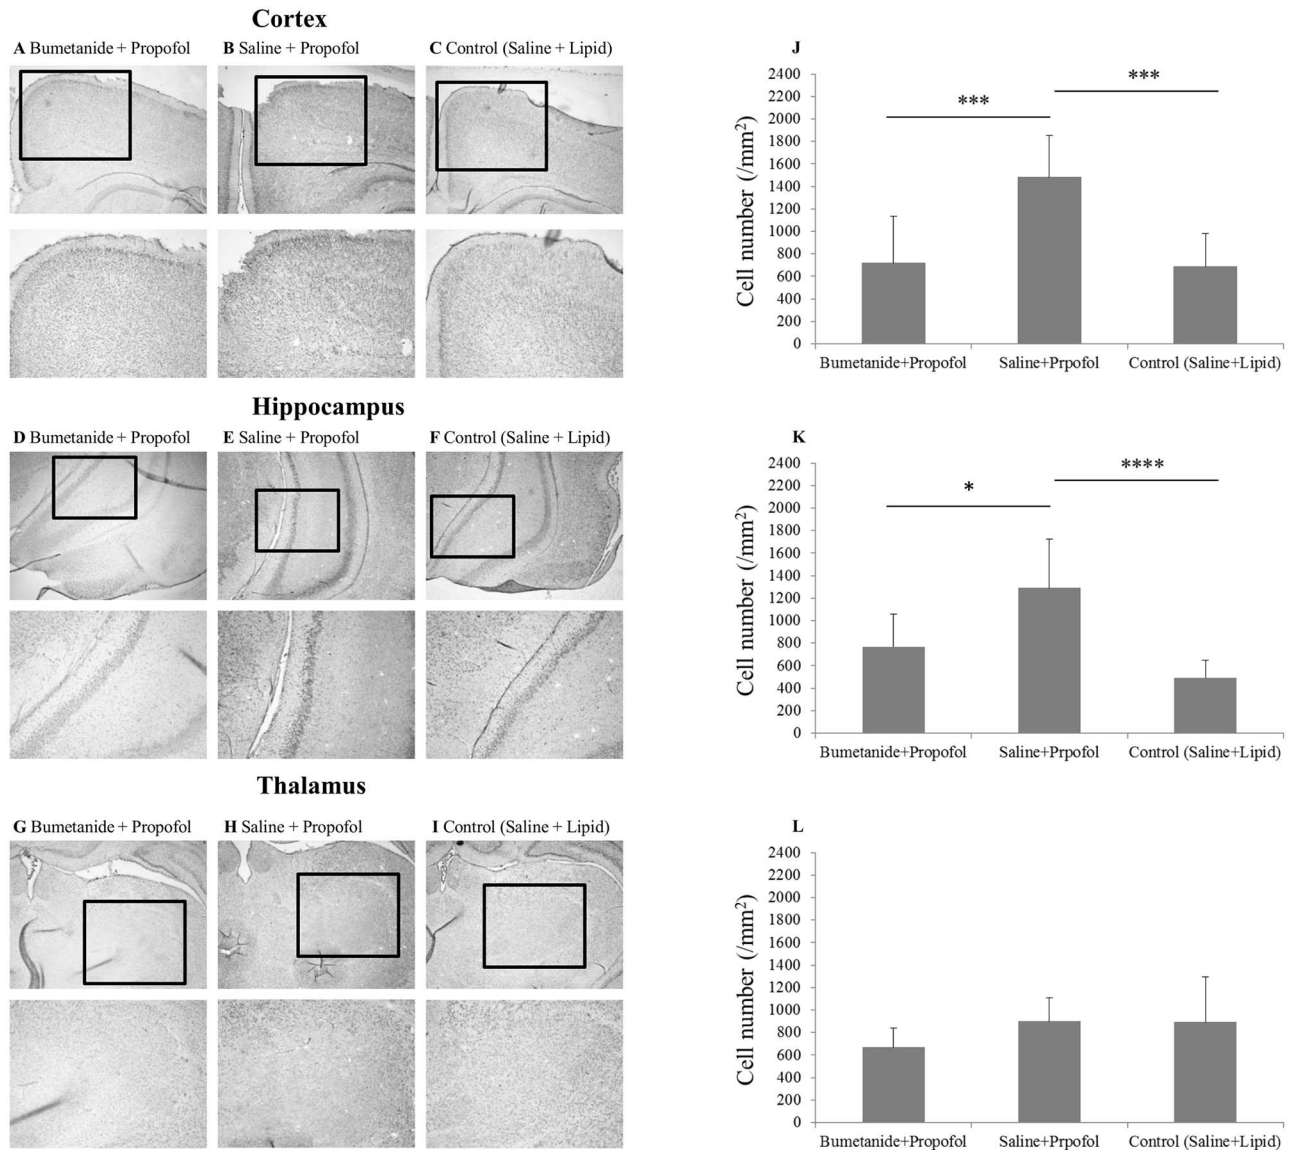 Cortex
A Bumetanide + Propofol
B Saline + Propofol
C Control (Saline + Lipid)
Hippocampus
D Bumetanide + Propofol
E Saline + Propofol
F Control (Saline + Lipid)
Thalamus
G Bumetanide + Propofol
H Saline + Propofol
I Control (Saline + Lipid)
J
***
***
Cell number (/mm2)
2400
2200
2000
1800
1600
1400
1200
1000
800
600
400
200
0
Bumetanide+Propofol
Saline+Prpofol
Control (Saline+Lipid)
K
****
*
Cell number (/mm2)
2400
2200
2000
1800
1600
1400
1200
1000
800
600
400
200
0
Bumetanide+Propofol
Saline+Prpofol
Control (Saline+Lipid)
L
Cell number (/mm2)
2400
2200
2000
1800
1600
1400
1200
1000
800
600
400
200
0
Bumetanide+Propofol
Saline+Prpofol
Control (Saline+Lipid)